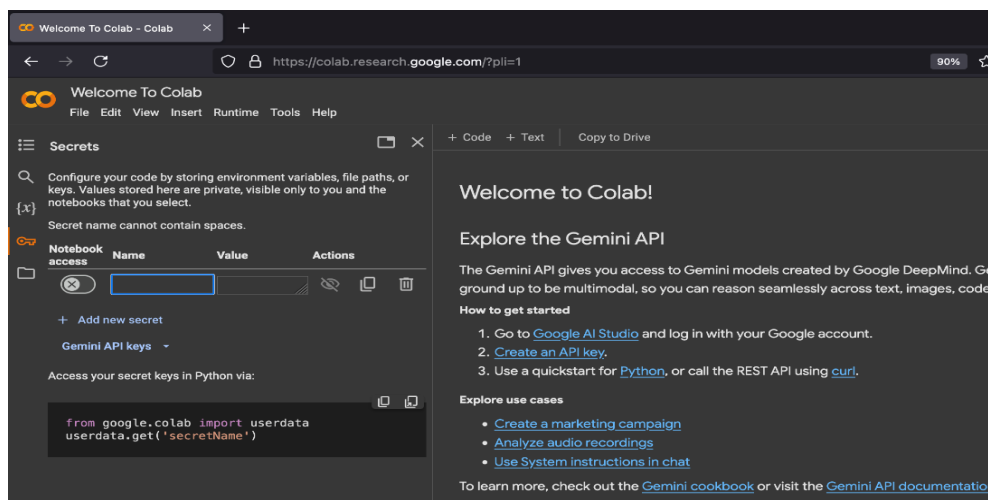 Welcome To Colab - Colab
https://colab.research.google.com/?pli=1
90%
Welcome To Colab
File Edit View Insert Runtime Tools Help
Secrets
Configure your code by storing environment variables, file paths, or
keys. Values stored here are private, visible only to you and the
notebooks that you select.
Secret name cannot contain spaces.
Notebook access Name Value Actions
+ Add new secret
Gemini API keys
Access your secret keys in Python via:
from google.colab import userdata
userdata.get('secretName')
+ Code + Text Copy to Drive
Welcome to Colab!
Explore the Gemini API
The Gemini API gives you access to Gemini models created by Google DeepMind.
ground up to be multimodal, so you can reason seamlessly across text, images, code
How to get started
1. Go to Google AI Studio and log in with your Google account.
2. Create an API key.
3. Use a quickstart for Python, or call the REST API using curl.
Explore use cases
• Create a marketing campaign
• Analyze audio recordings
• Use System instructions in chat
To learn more, check out the Gemini cookbook or visit the Gemini API